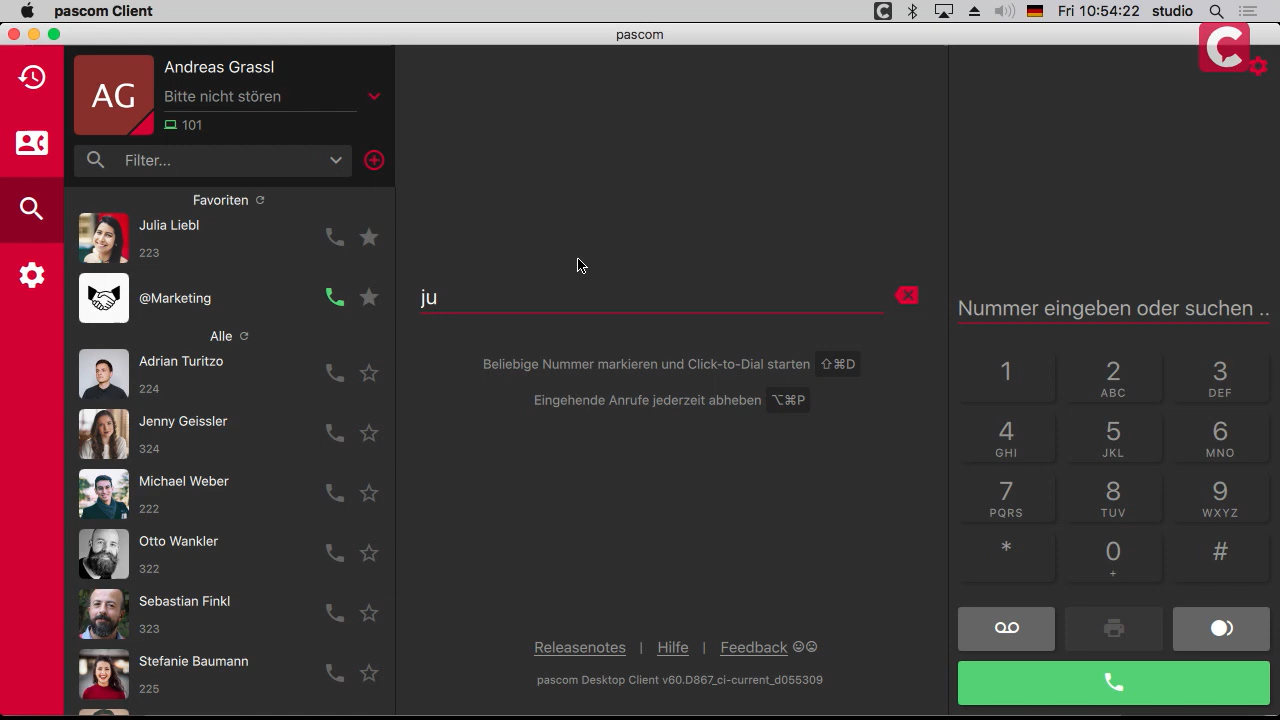 pascom Client
Fri 10:54:22 studio
pascom
AG
Andreas Grassl
Bitte nicht stören
101
Filter...
Favoriten
Julia Liebl
223
@Marketing
Alle
Adrian Turitzo
224
Jenny Geissler
324
Michael Weber
222
Otto Wankler
322
Sebastian Finkl
323
Stefanie Baumann
225
ju
Beliebige Nummer markieren und Click-to-Dial starten ⇧⌘D
Eingehende Anrufe jederzeit abheben ⌥⌘P
Releasenotes | Hilfe | Feedback
pascom Desktop Client v60.D867_ci-current_d055309
Nummer eingeben oder suchen ..
1 2 3
ABC DEF
4 5 6
GHI JKL MNO
7 8 9
PQRS TUV WXYZ
* 0 #
+